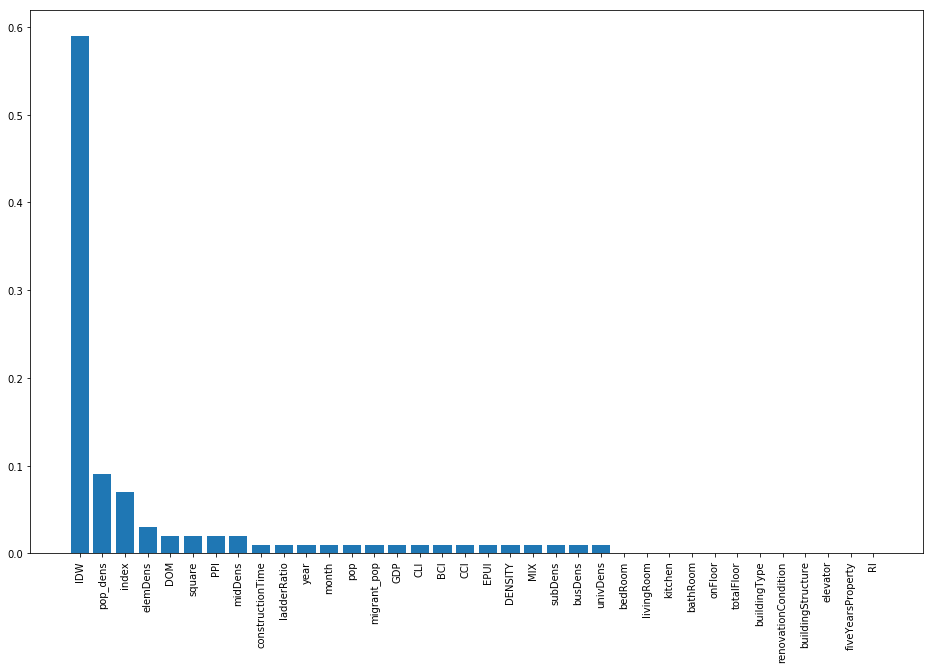 0.6
0.5
0.4
0.3
0.2
0.1
0.0
IDW
pop_dens
index
elemDens
DOM
square
PPI
midDens
constructionTime
ladderRatio
year
month
pop
migrant_pop
GDP
CLI
BCI
CCI
EPUI
DENSITY
MIX
subDens
busDens
univDens
bedRoom
livingRoom
kitchen
bathRoom
onFloor
totalFloor
buildingType
renovationCondition
buildingStructure
elevator
fiveYearsProperty
RI